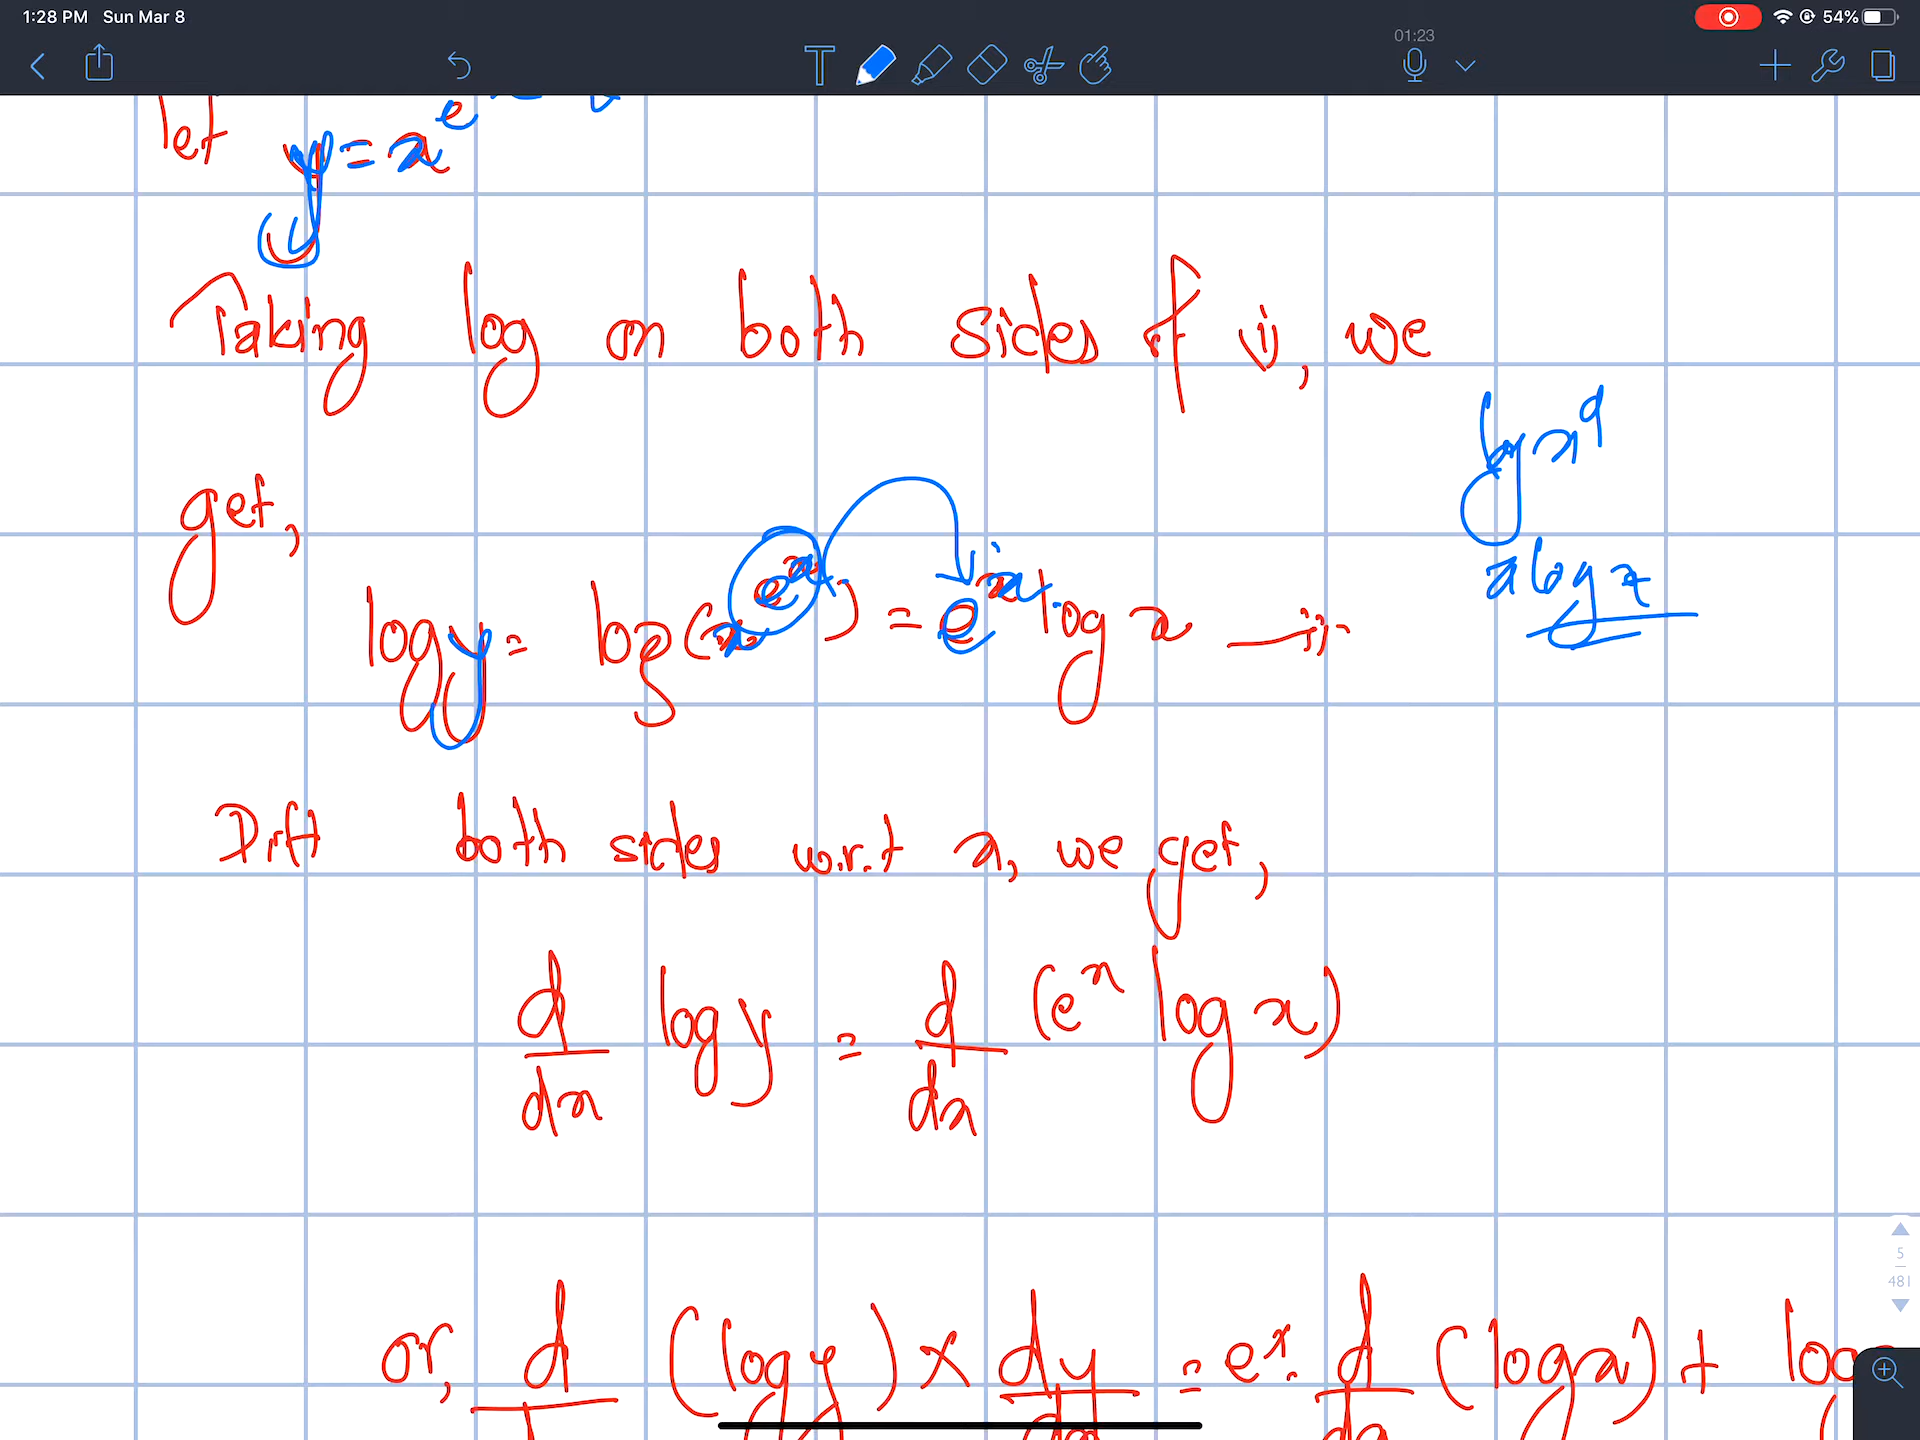 1:28 PM Sun Mar 8 54%
01:23
let y = x^e
Taking log on both sides of (i), we
get,
log x^a
a log x
log y = log(x^{e^x}) = e^x. log x — ii
Diff both sides w.r.t x, we get,
d/dx log y = d/dx (e^x log x)
or, d (log y) × dy/dx = e^x. d/dx (log x) + log
5
481